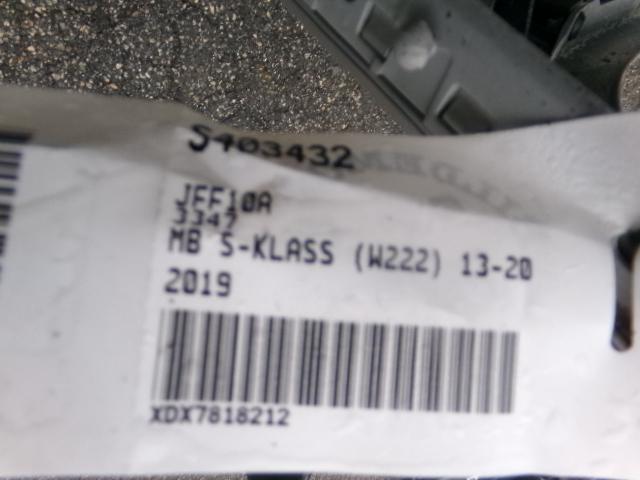 S403432
JFF10A
3347
MB S-KLASS (W222) 13-20
2019
XDX7818212